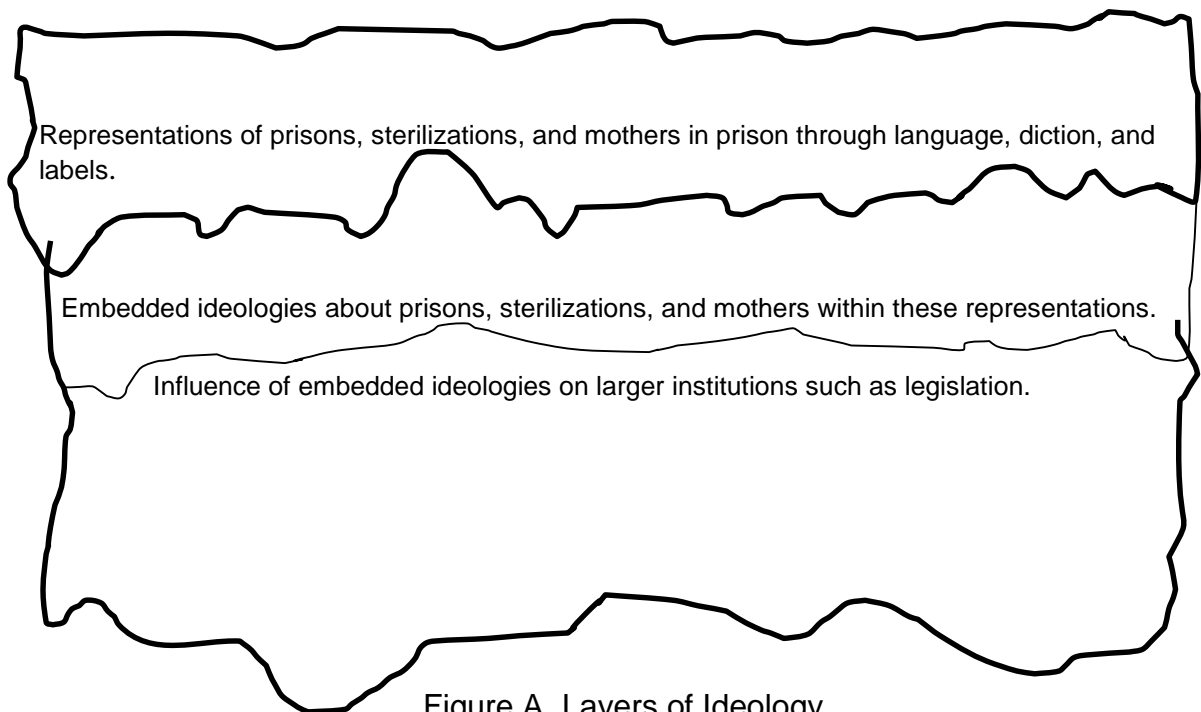 Representations of prisons, sterilizations, and mothers in prison through language, diction, and
labels.
Embedded ideologies about prisons, sterilizations, and mothers within these representations.
Influence of embedded ideologies on larger institutions such as legislation.
Figure A. Layers of Ideology